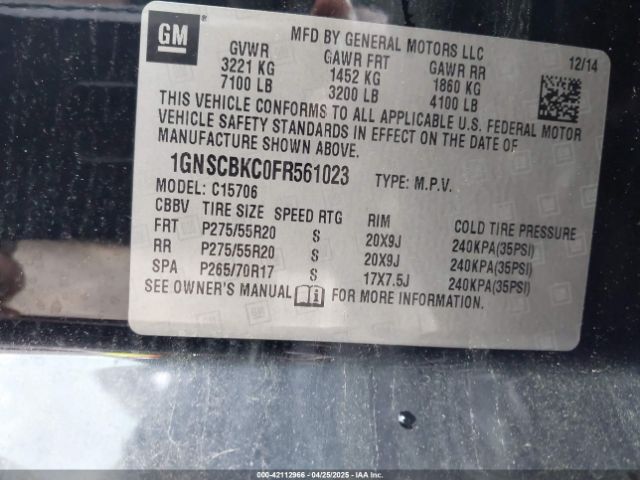 GM
®
MFD BY GENERAL MOTORS LLC
GVWR GAWR FRT GAWR RR 12/14
3221 KG 1452 KG 1860 KG
7100 LB 3200 LB 4100 LB
THIS VEHICLE CONFORMS TO ALL APPLICABLE U.S. FEDERAL MOTOR
VEHICLE SAFETY STANDARDS IN EFFECT ON THE DATE OF
MANUFACTURE SHOWN ABOVE.
1GNSCBKC0FR561023 TYPE: M.P.V.
MODEL: C15706
CBBV TIRE SIZE SPEED RTG RIM COLD TIRE PRESSURE
FRT P275/55R20 S 20X9J 240KPA(35PSI)
RR P275/55R20 S 20X9J 240KPA(35PSI)
SPA P265/70R17 S 17X7.5J 240KPA(35PSI)
SEE OWNER'S MANUAL FOR MORE INFORMATION.
000-42112966 - 04/25/2025 - IAAI.com